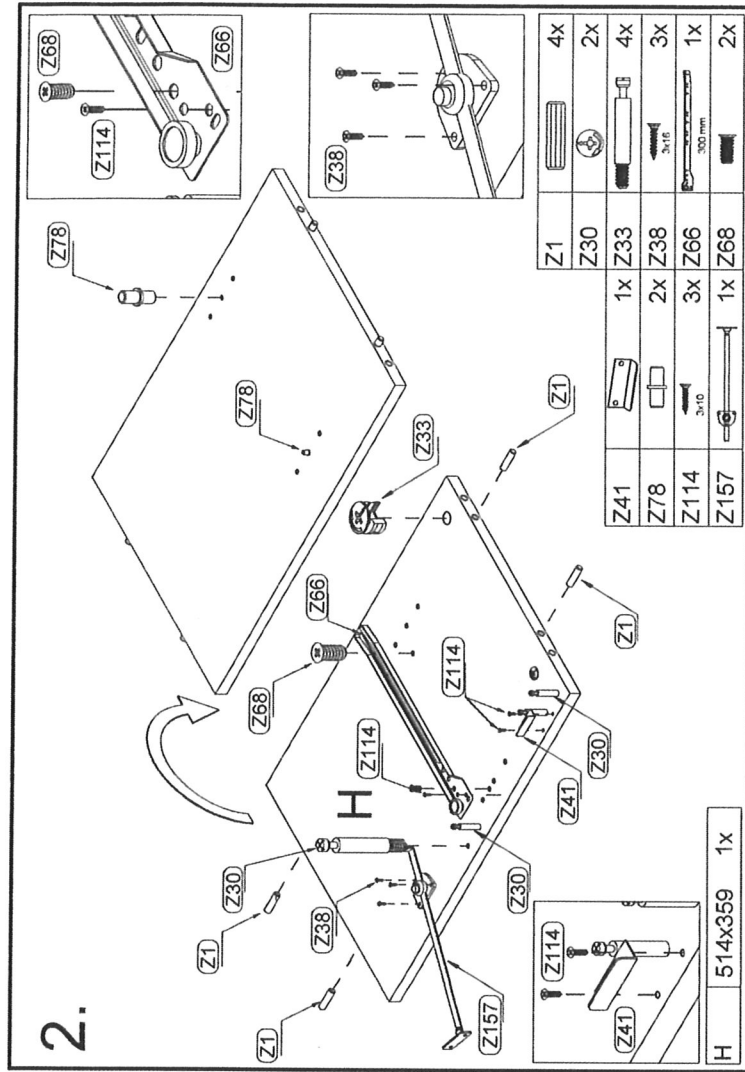 2.
Z1
Z1
Z30
Z38
Z157
H
Z114
Z68
Z66
Z30
Z41
Z114
Z30
Z33
Z1
Z1
Z78
Z78
Z68
Z114
Z66
Z38
Z114
Z41
H 514x359 1x
Z1 4x
Z30 2x
Z41 1x Z33 4x
Z78 2x Z38 3x16 3x
Z114 3x10 3x Z66 300 mm 1x
Z157 1x Z68 2x